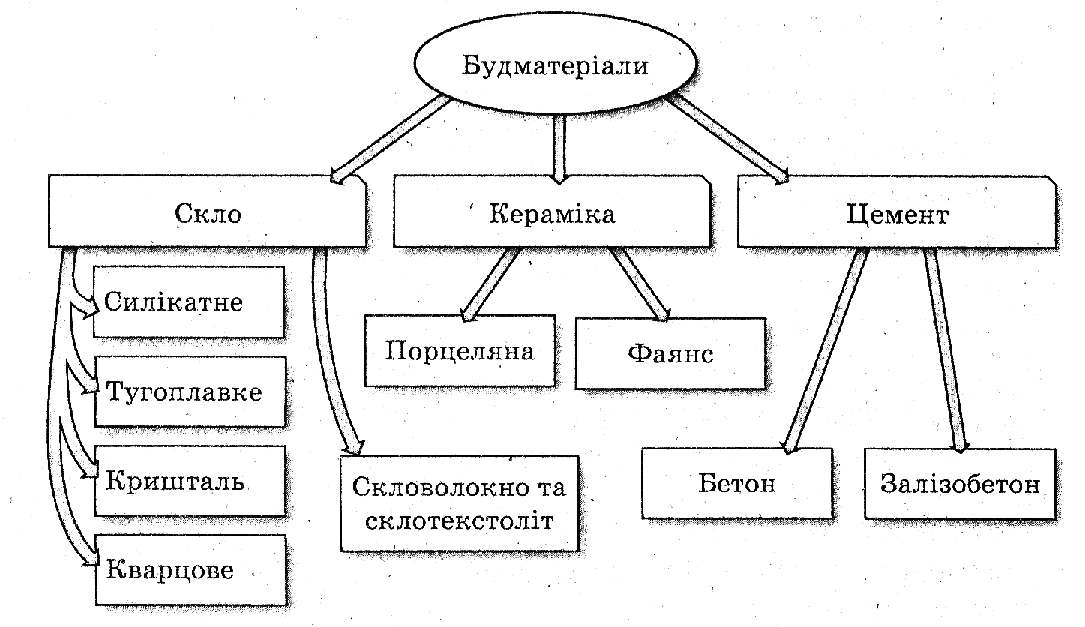 Будматеріали
Скло
Кераміка
Цемент
Силікатне
Тугоплавке
Кришталь
Кварцове
Скловолокно та
склотекстоліт
Порцеляна
Фаянс
Бетон
Залізобетон